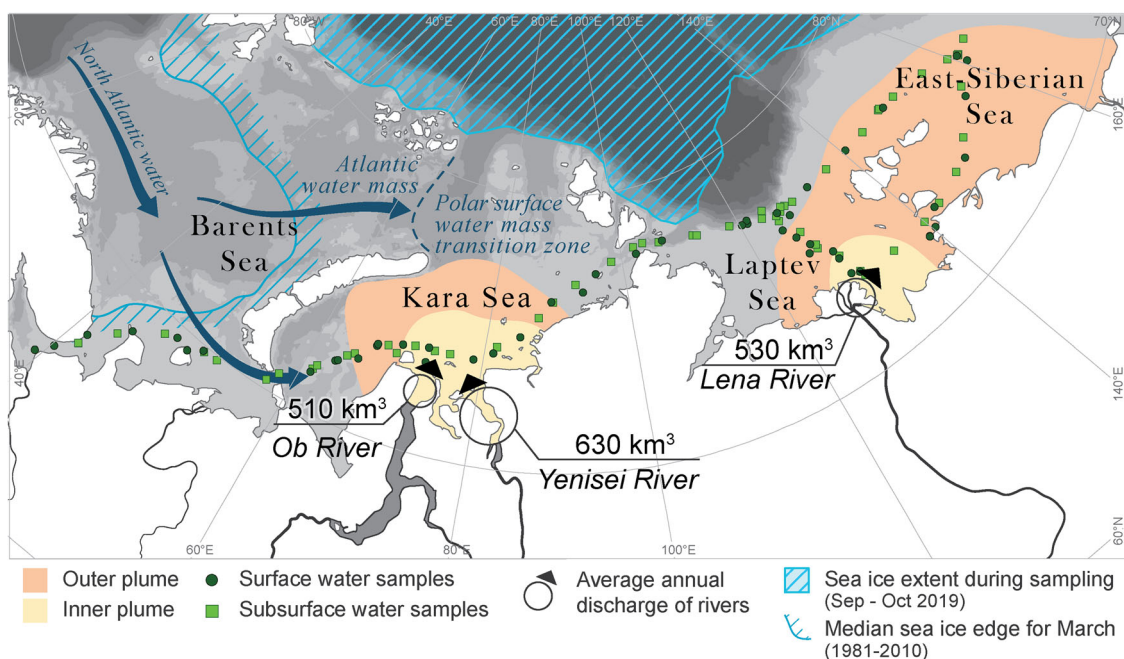 80°W
40°E
60°E
80°E
100°E
120°E
140°E
80°N
70°N
North Atlantic water
20°E
East-Siberian
Sea
160°E
Atlantic
water mass
Polar surface
water mass
transition zone
Barents
Sea
Laptev
Sea
Kara Sea
40°E
530 km³
Lena River
140°E
510 km³
Ob River
630 km³
Yenisei River
60°E
80°E
100°E
60°N
Outer plume
Inner plume
Surface water samples
Subsurface water samples
Average annual
discharge of rivers
Sea ice extent during sampling
(Sep - Oct 2019)
Median sea ice edge for March
(1981-2010)